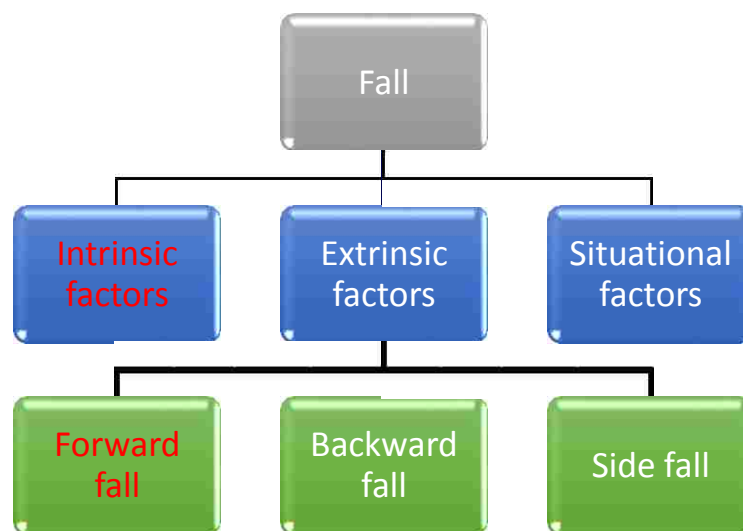 Fall
Intrinsic
factors
Extrinsic
factors
Situational
factors
Forward
fall
Backward
fall
Side fall